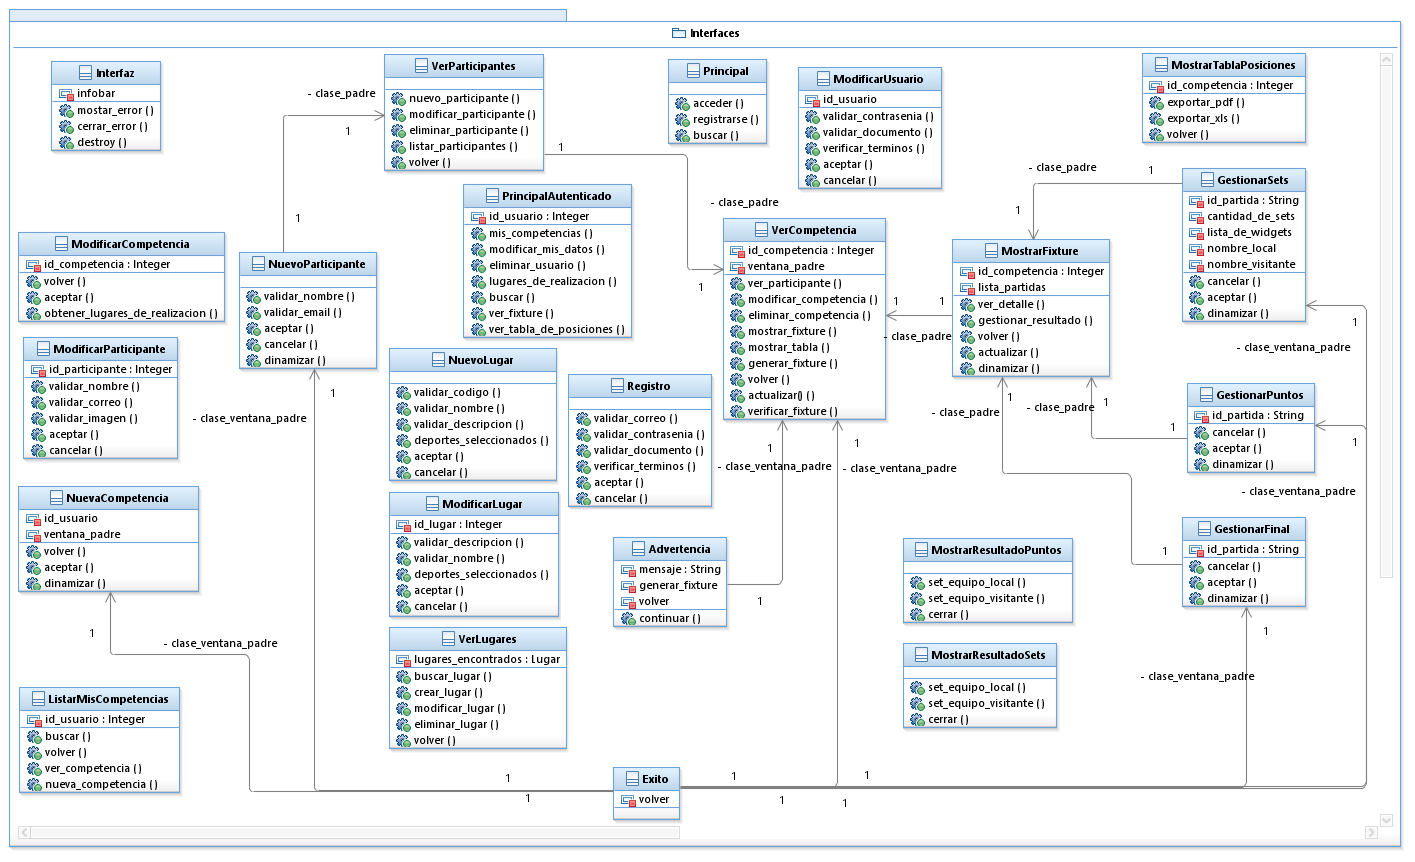 Interfaces
Interfaz
infobar
mostar_error ( )
cerrar_error ( )
destroy ( )
VerParticipantes
nuevo_participante ( )
modificar_participante ( )
eliminar_participante ( )
listar_participantes ( )
volver ( )
Principal
acceder ( )
registrarse ( )
buscar ( )
ModificarUsuario
id_usuario
validar_contrasenia ( )
validar_documento ( )
verificar_terminos ( )
aceptar ( )
cancelar ( )
MostrarTablaPosiciones
id_competencia : Integer
exportar_pdf ( )
exportar_xls ( )
volver ( )
- clase_padre
1
1
1
- clase_padre
1
- clase_padre
1
1
PrincipalAutenticado
id_usuario : Integer
mis_competencias ( )
modificar_mis_datos ( )
eliminar_usuario ( )
lugares_de_realizacion ( )
buscar ( )
ver_fixture ( )
ver_tabla_de_posiciones ( )
VerCompetencia
id_competencia : Integer
ventana_padre
ver_participante ( )
modificar_competencia ( )
eliminar_competencia ( )
mostrar_fixture ( )
mostrar_tabla ( )
generar_fixture ( )
volver ( )
actualizar() ( )
verificar_fixture ( )
MostrarFixture
id_competencia : Integer
lista_partidas
ver_detalle ( )
gestionar_resultado ( )
volver ( )
actualizar ( )
dinamizar ( )
1
1
- clase_padre
GestionarSets
id_partida : String
cantidad_de_sets
lista_de_widgets
nombre_local
nombre_visitante
cancelar ( )
aceptar ( )
dinamizar ( )
1
- clase_ventana_padre
ModificarCompetencia
id_competencia : Integer
volver ( )
aceptar ( )
obtener_lugares_de_realizacion ( )
NuevoParticipante
validar_nombre ( )
validar_email ( )
aceptar ( )
cancelar ( )
dinamizar ( )
1
- clase_ventana_padre
ModificarParticipante
id_participante : Integer
validar_nombre ( )
validar_correo ( )
validar_imagen ( )
aceptar ( )
cancelar ( )
NuevoLugar
validar_codigo ( )
validar_nombre ( )
validar_descripcion ( )
deportes_seleccionados ( )
aceptar ( )
cancelar ( )
Registro
validar_correo ( )
validar_contrasenia ( )
validar_documento ( )
verificar_terminos ( )
aceptar ( )
cancelar ( )
1
- clase_padre
1
- clase_padre
1
GestionarPuntos
id_partida : String
cancelar ( )
aceptar ( )
dinamizar ( )
1
- clase_ventana_padre
1
- clase_ventana_padre
1
- clase_ventana_padre
NuevaCompetencia
id_usuario
ventana_padre
volver ( )
aceptar ( )
dinamizar ( )
ModificarLugar
id_lugar : Integer
validar_descripcion ( )
validar_nombre ( )
deportes_seleccionados ( )
aceptar ( )
cancelar ( )
Advertencia
mensaje : String
generar_fixture
volver
continuar ( )
1
MostrarResultadoPuntos
set_equipo_local ( )
set_equipo_visitante ( )
cerrar ( )
1
GestionarFinal
id_partida : String
cancelar ( )
aceptar ( )
dinamizar ( )
1
- clase_ventana_padre
1
- clase_ventana_padre
VerLugares
lugares_encontrados : Lugar
buscar_lugar ( )
crear_lugar ( )
modificar_lugar ( )
eliminar_lugar ( )
volver ( )
MostrarResultadoSets
set_equipo_local ( )
set_equipo_visitante ( )
cerrar ( )
ListarMisCompetencias
id_usuario : Integer
buscar ( )
volver ( )
ver_competencia ( )
nueva_competencia ( )
Exito
volver
1
1
1
1
1
1